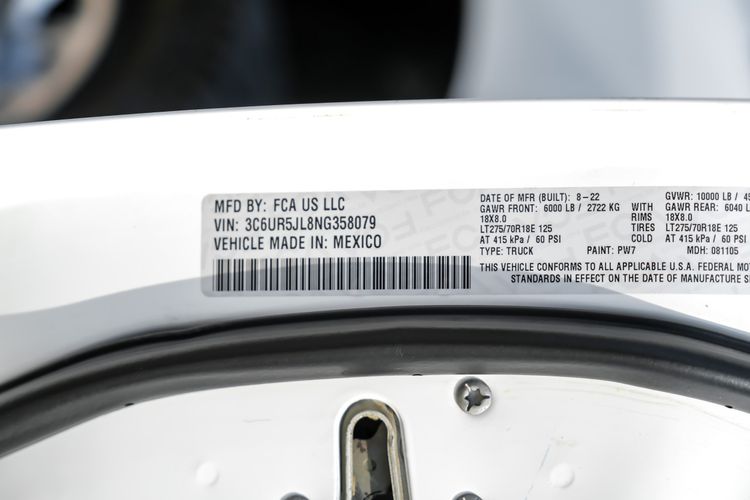 MFD BY: FCA US LLC
VIN: 3C6UR5JL8NG358079
VEHICLE MADE IN: MEXICO
DATE OF MFR (BUILT): 8-22 GVWR: 10000 LB / 45
GAWR FRONT: 6000 LB / 2722 KG WITH GAWR REAR: 6040 L
18X8.0 RIMS 18X8.0
LT275/70R18E 125 TIRES LT275/70R18E 125
AT 415 kPa / 60 PSI COLD AT 415 kPa / 60 PSI
TYPE: TRUCK PAINT: PW7 MDH: 081105
THIS VEHICLE CONFORMS TO ALL APPLICABLE U.S.A. FEDERAL MOT
STANDARDS IN EFFECT ON THE DATE OF MANUFACTURE S